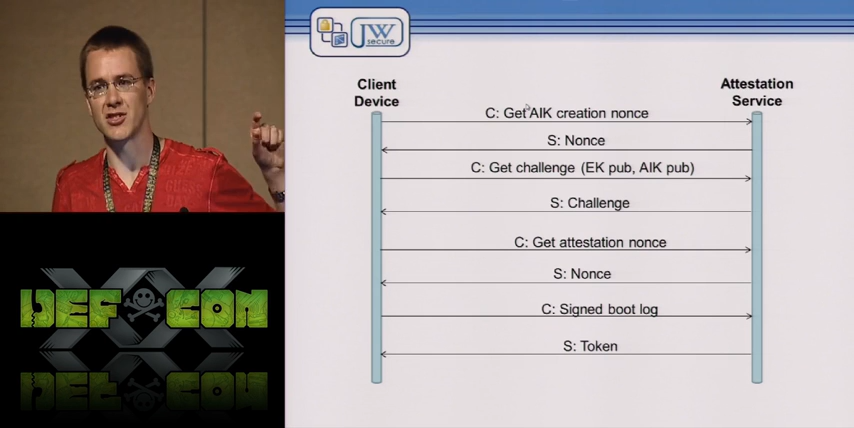 JW
secure
Client
Device
Attestation
Service
C: Get AIK creation nonce
S: Nonce
C: Get challenge (EK pub, AIK pub)
S: Challenge
C: Get attestation nonce
S: Nonce
C: Signed boot log
S: Token
XX
DEF CON